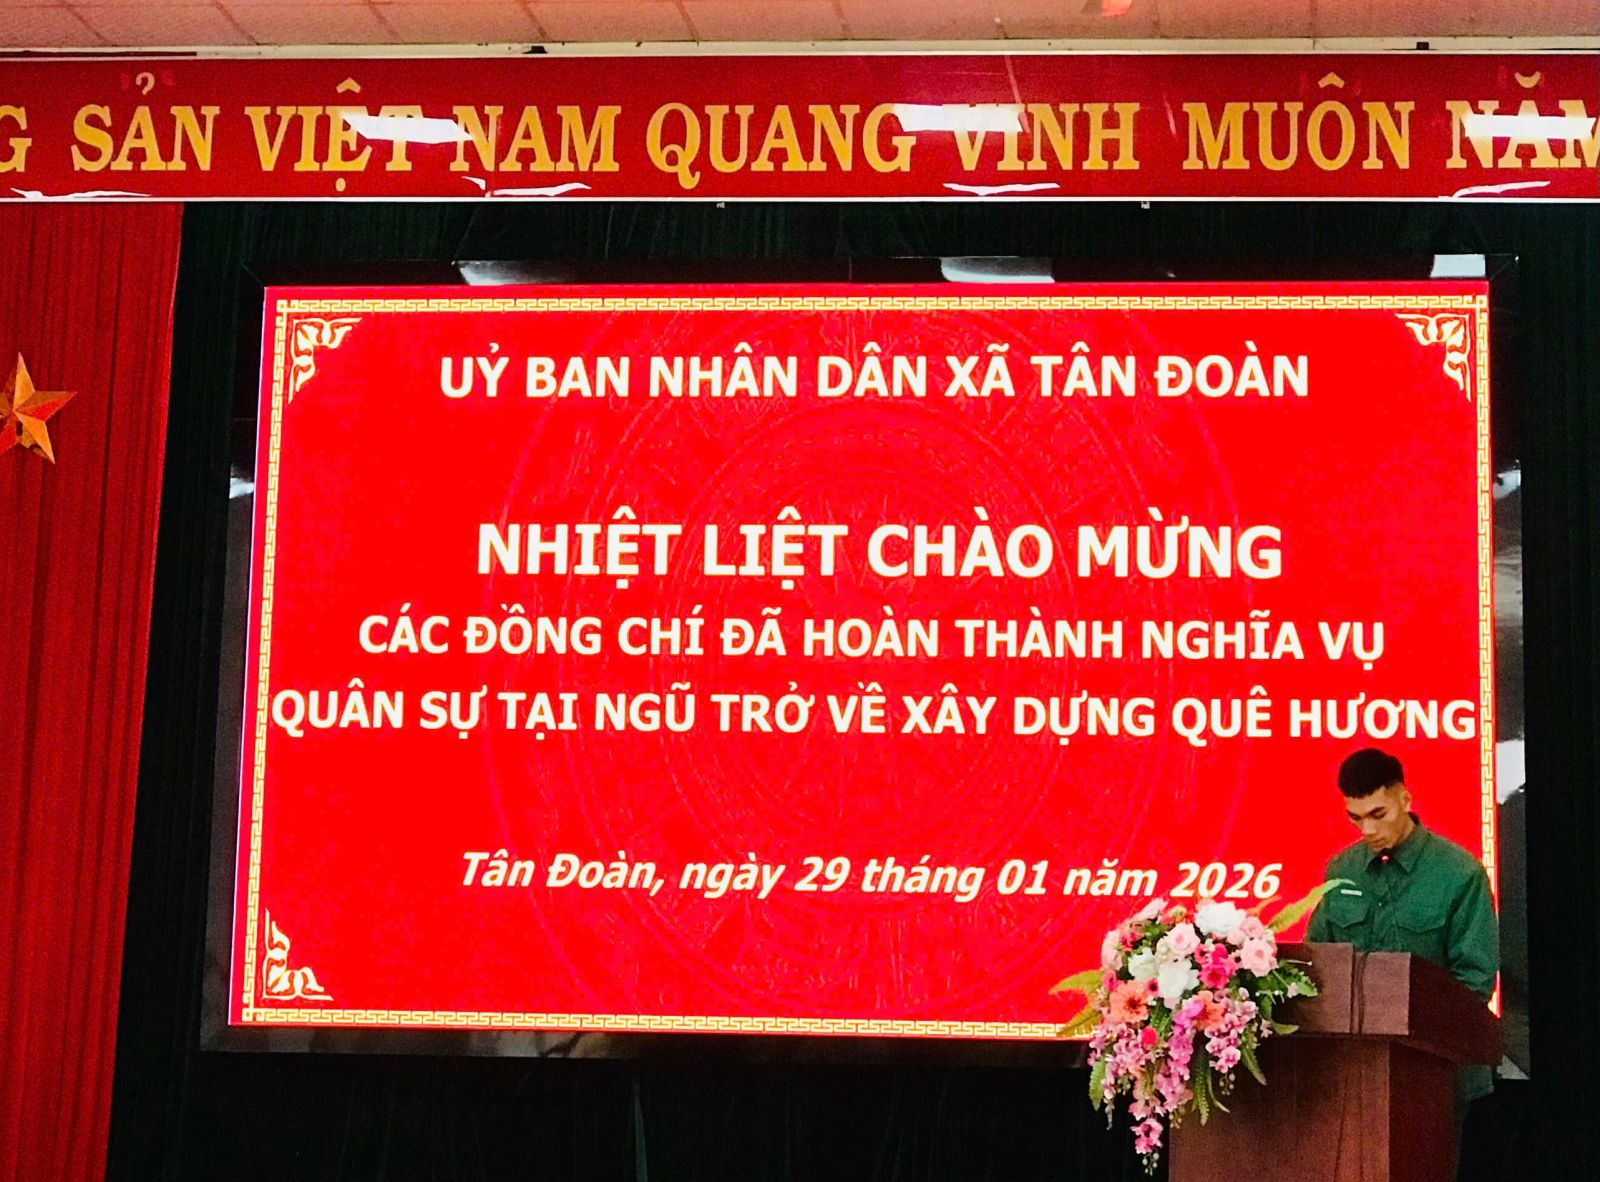 G SẢN VIỆT NAM QUANG VINH MUÔN NĂM
UỶ BAN NHÂN DÂN XÃ TÂN ĐOÀN
NHIỆT LIỆT CHÀO MỪNG
CÁC ĐỒNG CHÍ ĐÃ HOÀN THÀNH NGHĨA VỤ
QUÂN SỰ TẠI NGŨ TRỞ VỀ XÂY DỰNG QUÊ HƯƠNG
Tân Đoàn, ngày 29 tháng 01 năm 2026